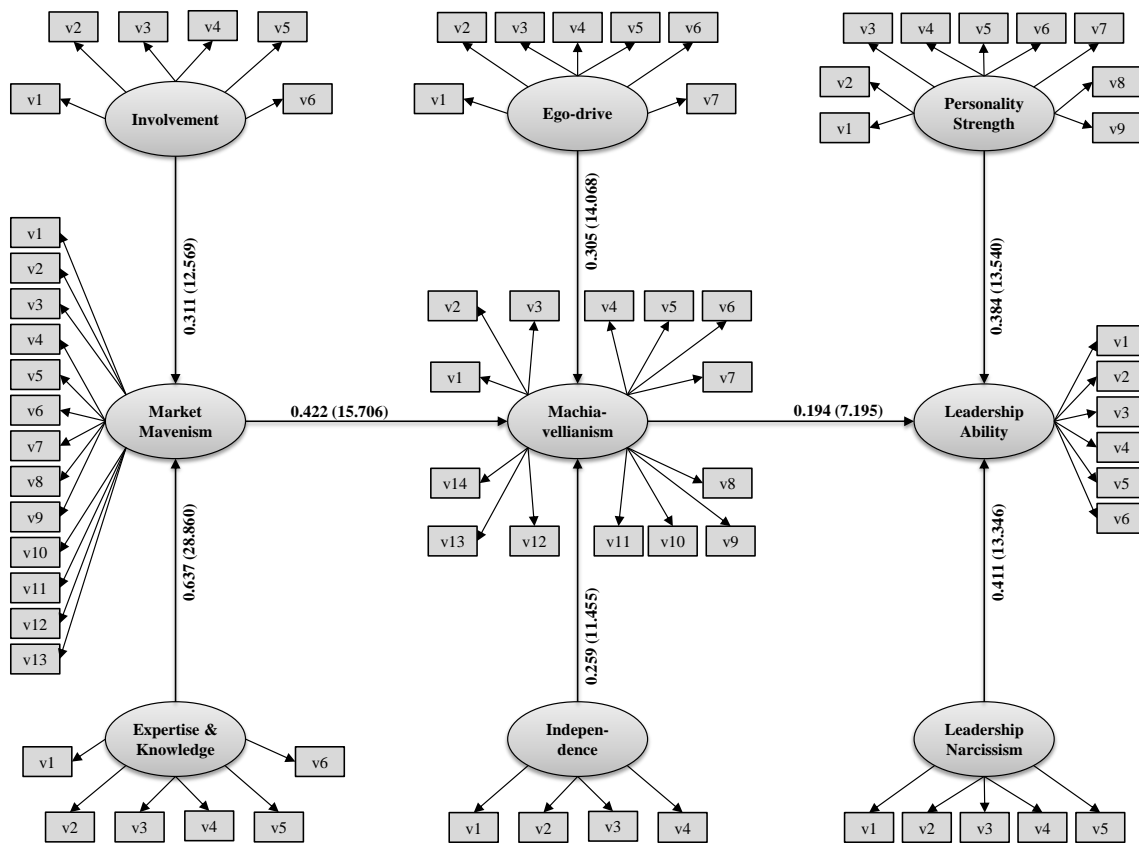 v2
v3
v4
v5
v1
v6
Involvement
v2
v3
v4
v5
v6
v1
v7
Ego-drive
v3
v4
v5
v6
v7
v2
v8
v1
v9
Personality
Strength
0.311 (12.569)
0.305 (14.068)
0.384 (13.540)
v1
v2
v3
v4
v5
v6
v7
v8
v9
v10
v11
v12
v13
Market
Mavenism
0.422 (15.706)
v2
v3
v4
v5
v6
v1
v7
Machia-
vellianism
v14
v8
v13
v12
v11
v10
v9
0.194 (7.195)
Leadership
Ability
v1
v2
v3
v4
v5
v6
0.637 (28.860)
0.259 (11.455)
0.411 (13.346)
Expertise &
Knowledge
v1
v6
v2
v3
v4
v5
Indepen-
dence
v1
v2
v3
v4
Leadership
Narcissism
v1
v2
v3
v4
v5